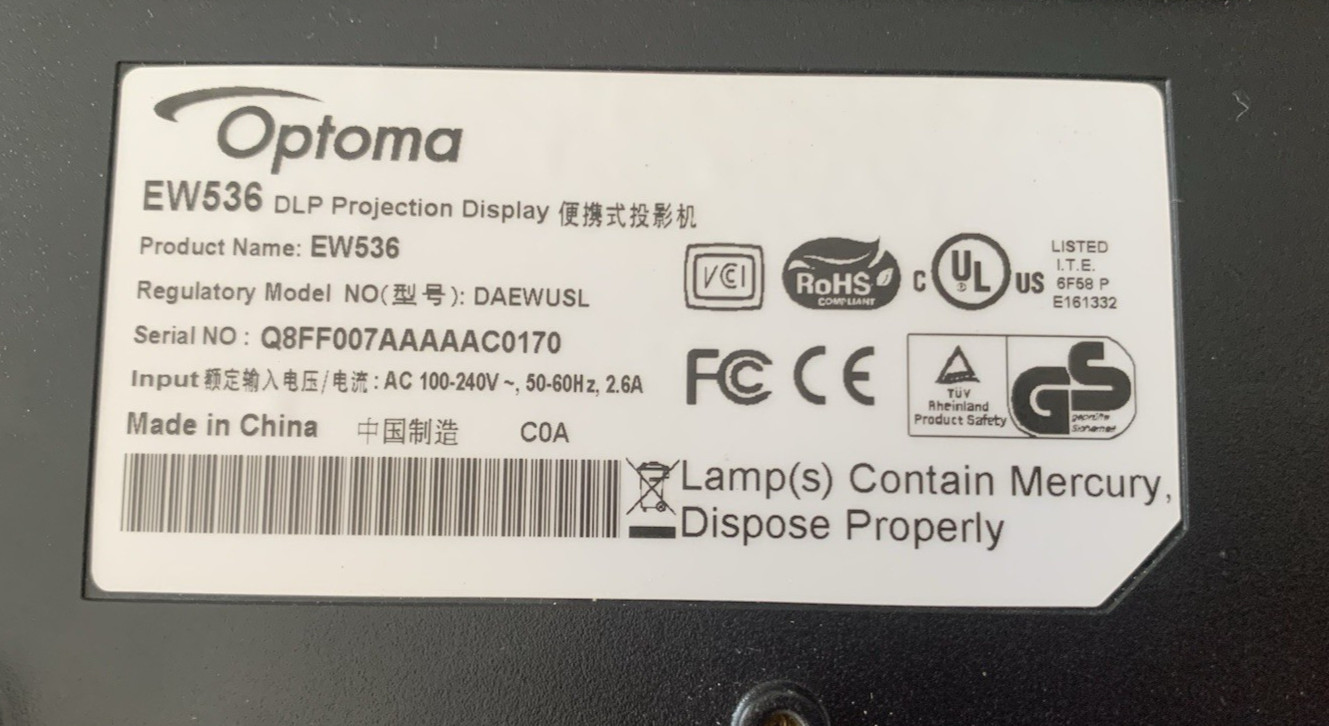 Optoma
EW536 DLP Projection Display 便携式投影机
Product Name: EW536
Regulatory Model NO(型号): DAEWUSL
Serial NO : Q8FF007AAAAAC0170
Input 额定输入电压/电流 : AC 100-240V ~, 50-60Hz, 2.6A
Made in China 中国制造 C0A
VCI
RoHS
COMPLIANT
C UL US
LISTED
I.T.E.
6F58 P
E161332
FC CE
TÜV
Rheinland
Product Safety
GS
geprüfte
Sicherheit
Lamp(s) Contain Mercury,
Dispose Properly